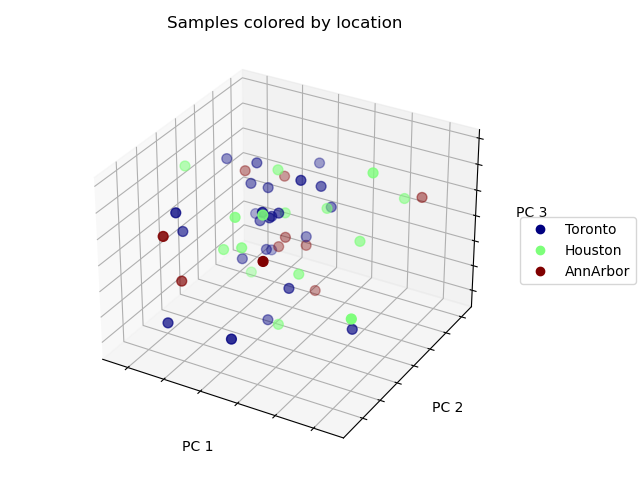 Samples colored by location
PC 3
Toronto
Houston
AnnArbor
PC 2
PC 1